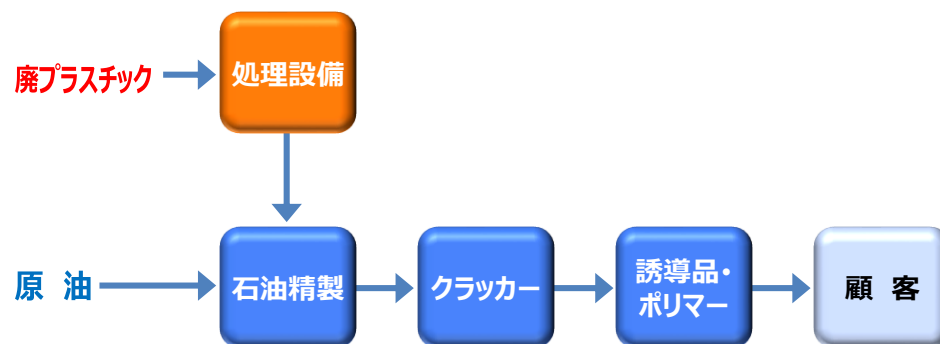 廃プラスチック
処理設備
原 油
石油精製
クラッカー
誘導品・
ポリマー
顧 客